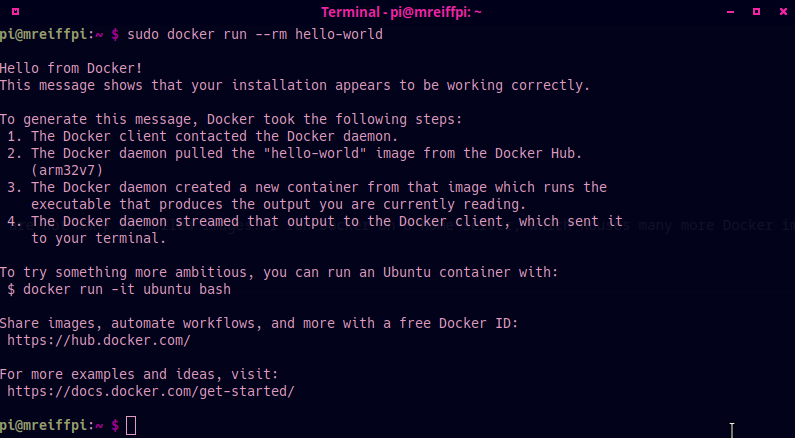 Terminal - pi@mreiffpi: ~
pi@mreiffpi:~ $ sudo docker run --rm hello-world
Hello from Docker!
This message shows that your installation appears to be working correctly.
To generate this message, Docker took the following steps:
1. The Docker client contacted the Docker daemon.
2. The Docker daemon pulled the "hello-world" image from the Docker Hub.
(arm32v7)
3. The Docker daemon created a new container from that image which runs the
executable that produces the output you are currently reading.
4. The Docker daemon streamed that output to the Docker client, which sent it
many more Docker
to your terminal.
To try something more ambitious, you can run an Ubuntu container with:
$ docker run -it ubuntu bash
Share images, automate workflows, and more with a free Docker ID:
https://hub.docker.com/
For more examples and ideas, visit:
https://docs.docker.com/get-started/
pi@mreiffpi:~ $